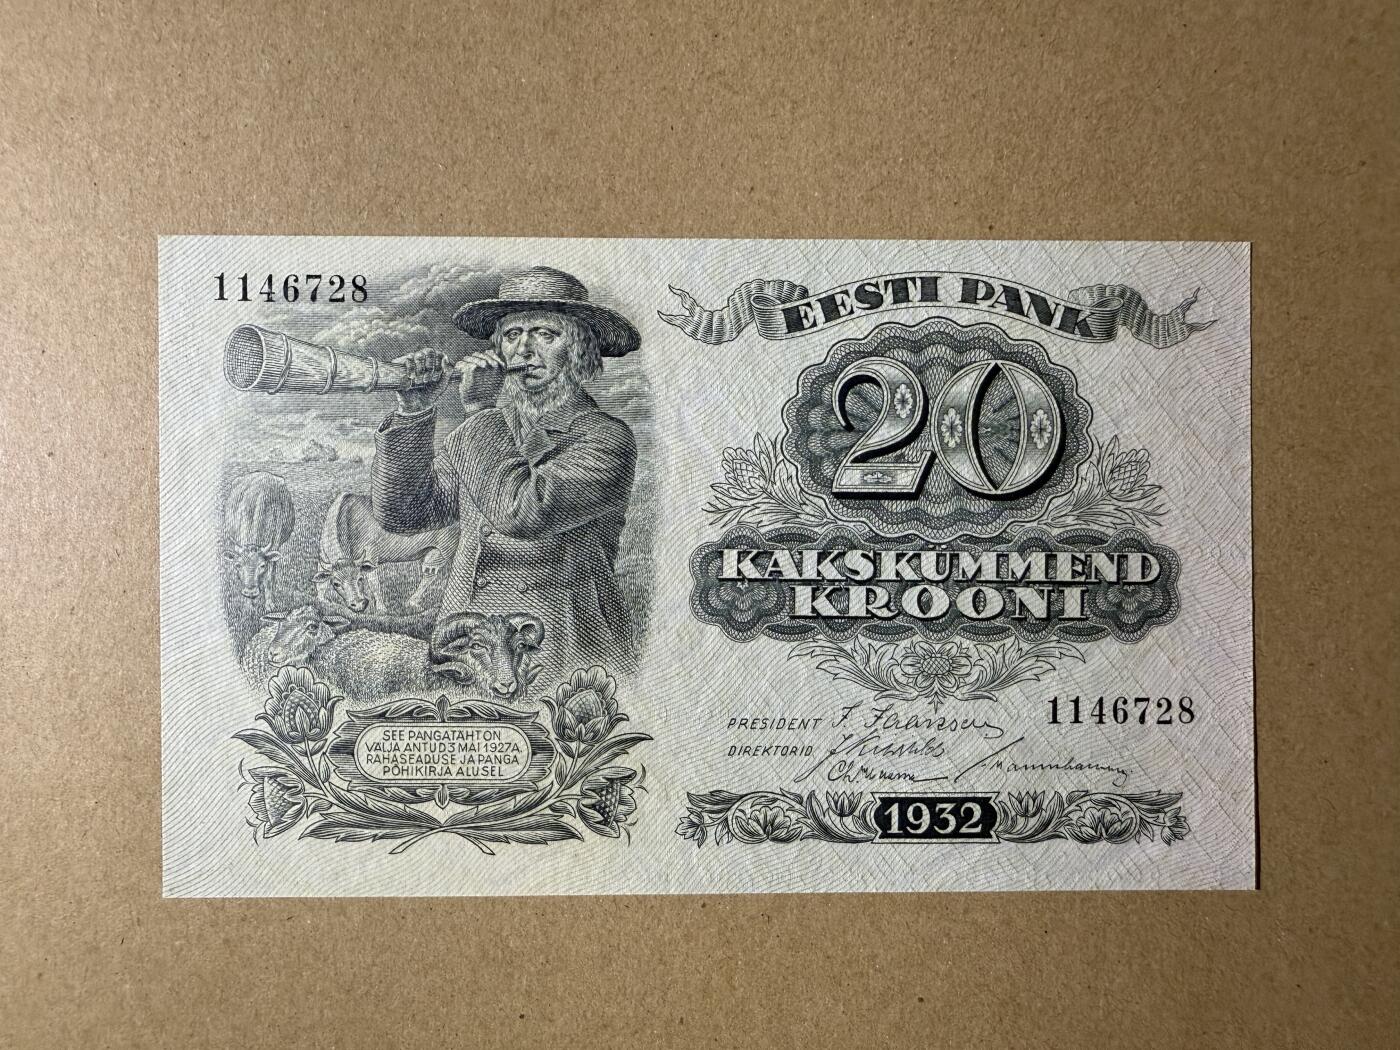 1146728
EESTI PANK
20
KAKSKÜMMEND
KROONI
1146728
PRESIDENT
DIREKTORID
SEE PANGATÄHT ON
VÄLJA ANTUD 3 MAI 1927 A.
RAHASEADUSE JA PANGA
PÕHIKIRJA ALUSEL
1932